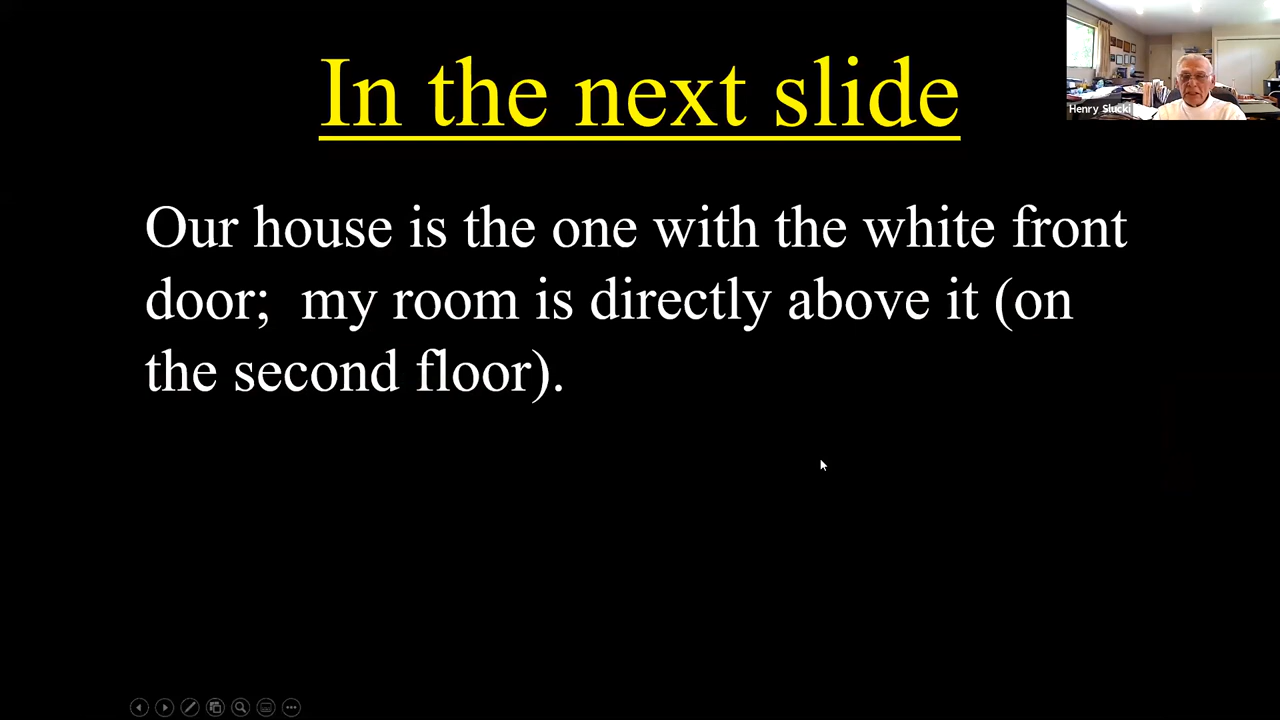 In the next slide
Henry Slucki
Our house is the one with the white front
door;  my room is directly above it (on
the second floor).